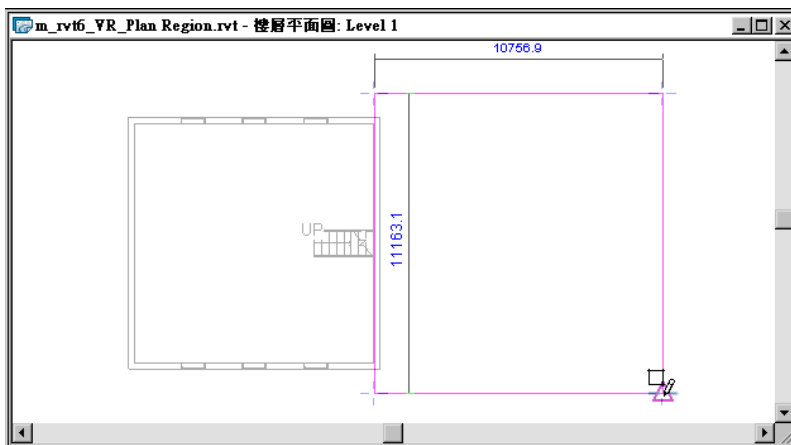 m_rvt6_VR_Plan Region.rvt - 樓層平面圖: Level 1
10756.9
UP
11163.1